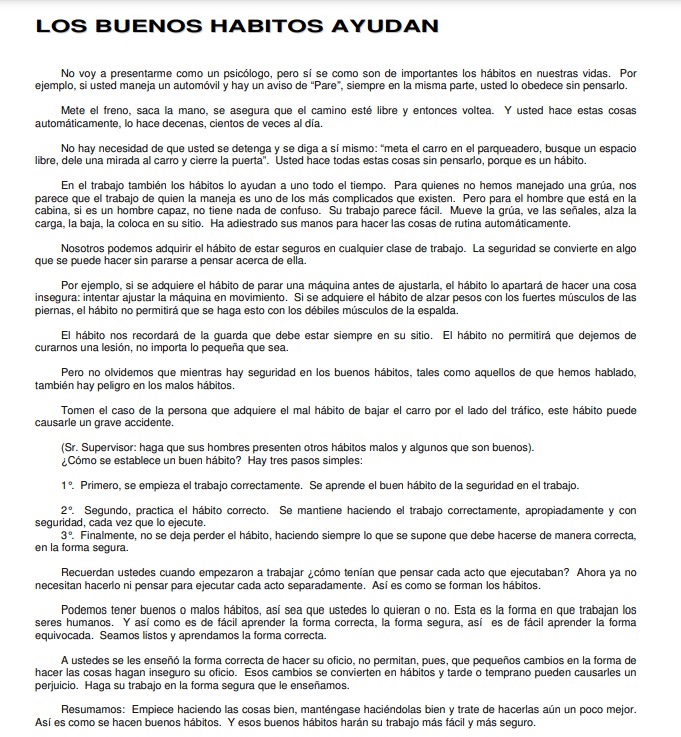 LOS BUENOS HABITOS AYUDAN
No voy a presentarme como un psicólogo, pero sí se como son de importantes los hábitos en nuestras vidas. Por
ejemplo, si usted maneja un automóvil y hay un aviso de “Pare”, siempre en la misma parte, usted lo obedece sin pensarlo.
Mete el freno, saca la mano, se asegura que el camino esté libre y entonces voltea. Y usted hace estas cosas
automáticamente, lo hace decenas, cientos de veces al día.
No hay necesidad de que usted se detenga y se diga a sí mismo: “meta el carro en el parqueadero, busque un espacio
libre, dele una mirada al carro y cierre la puerta”. Usted hace todas estas cosas sin pensarlo, porque es un hábito.
En el trabajo también los hábitos lo ayudan a uno todo el tiempo. Para quienes no hemos manejado una grúa, nos
parece que el trabajo de quien la maneja es uno de los más complicados que existen. Pero para el hombre que está en la
cabina, si es un hombre capaz, no tiene nada de confuso. Su trabajo parece fácil. Mueve la grúa, ve las señales, alza la
carga, la baja, la coloca en su sitio. Ha adiestrado sus manos para hacer las cosas de rutina automáticamente.
Nosotros podemos adquirir el hábito de estar seguros en cualquier clase de trabajo. La seguridad se convierte en algo
que se puede hacer sin pararse a pensar acerca de ella.
Por ejemplo, si se adquiere el hábito de parar una máquina antes de ajustarla, el hábito lo apartará de hacer una cosa
insegura: intentar ajustar la máquina en movimiento. Si se adquiere el hábito de alzar pesos con los fuertes músculos de las
piernas, el hábito no permitirá que se haga esto con los débiles músculos de la espalda.
El hábito nos recordará de la guarda que debe estar siempre en su sitio. El hábito no permitirá que dejemos de
curarnos una lesión, no importa lo pequeña que sea.
Pero no olvidemos que mientras hay seguridad en los buenos hábitos, tales como aquellos de que hemos hablado,
también hay peligro en los malos hábitos.
Tomen el caso de la persona que adquiere el mal hábito de bajar el carro por el lado del tráfico, este hábito puede
causarle un grave accidente.
(Sr. Supervisor: haga que sus hombres presenten otros hábitos malos y algunos que son buenos).
¿Cómo se establece un buen hábito? Hay tres pasos simples:
1°. Primero, se empieza el trabajo correctamente. Se aprende el buen hábito de la seguridad en el trabajo.
2°. Segundo, practica el hábito correcto. Se mantiene haciendo el trabajo correctamente, apropiadamente y con
seguridad, cada vez que lo ejecute.
3°. Finalmente, no se deja perder el hábito, haciendo siempre lo que se supone que debe hacerse de manera correcta,
en la forma segura.
Recuerdan ustedes cuando empezaron a trabajar ¿cómo tenían que pensar cada acto que ejecutaban? Ahora ya no
necesitan hacerlo ni pensar para ejecutar cada acto separadamente. Así es como se forman los hábitos.
Podemos tener buenos o malos hábitos, así sea que ustedes lo quieran o no. Esta es la forma en que trabajan los
seres humanos. Y así como es de fácil aprender la forma correcta, la forma segura, así es de fácil aprender la forma
equivocada. Seamos listos y aprendamos la forma correcta.
A ustedes se les enseñó la forma correcta de hacer su oficio, no permitan, pues, que pequeños cambios en la forma de
hacer las cosas hagan inseguro su oficio. Esos cambios se convierten en hábitos y tarde o temprano pueden causarles un
perjuicio. Haga su trabajo en la forma segura que le enseñamos.
Resumamos: Empiece haciendo las cosas bien, manténgase haciéndolas bien y trate de hacerlas aún un poco mejor.
Así es como se hacen buenos hábitos. Y esos buenos hábitos harán su trabajo más fácil y más seguro.